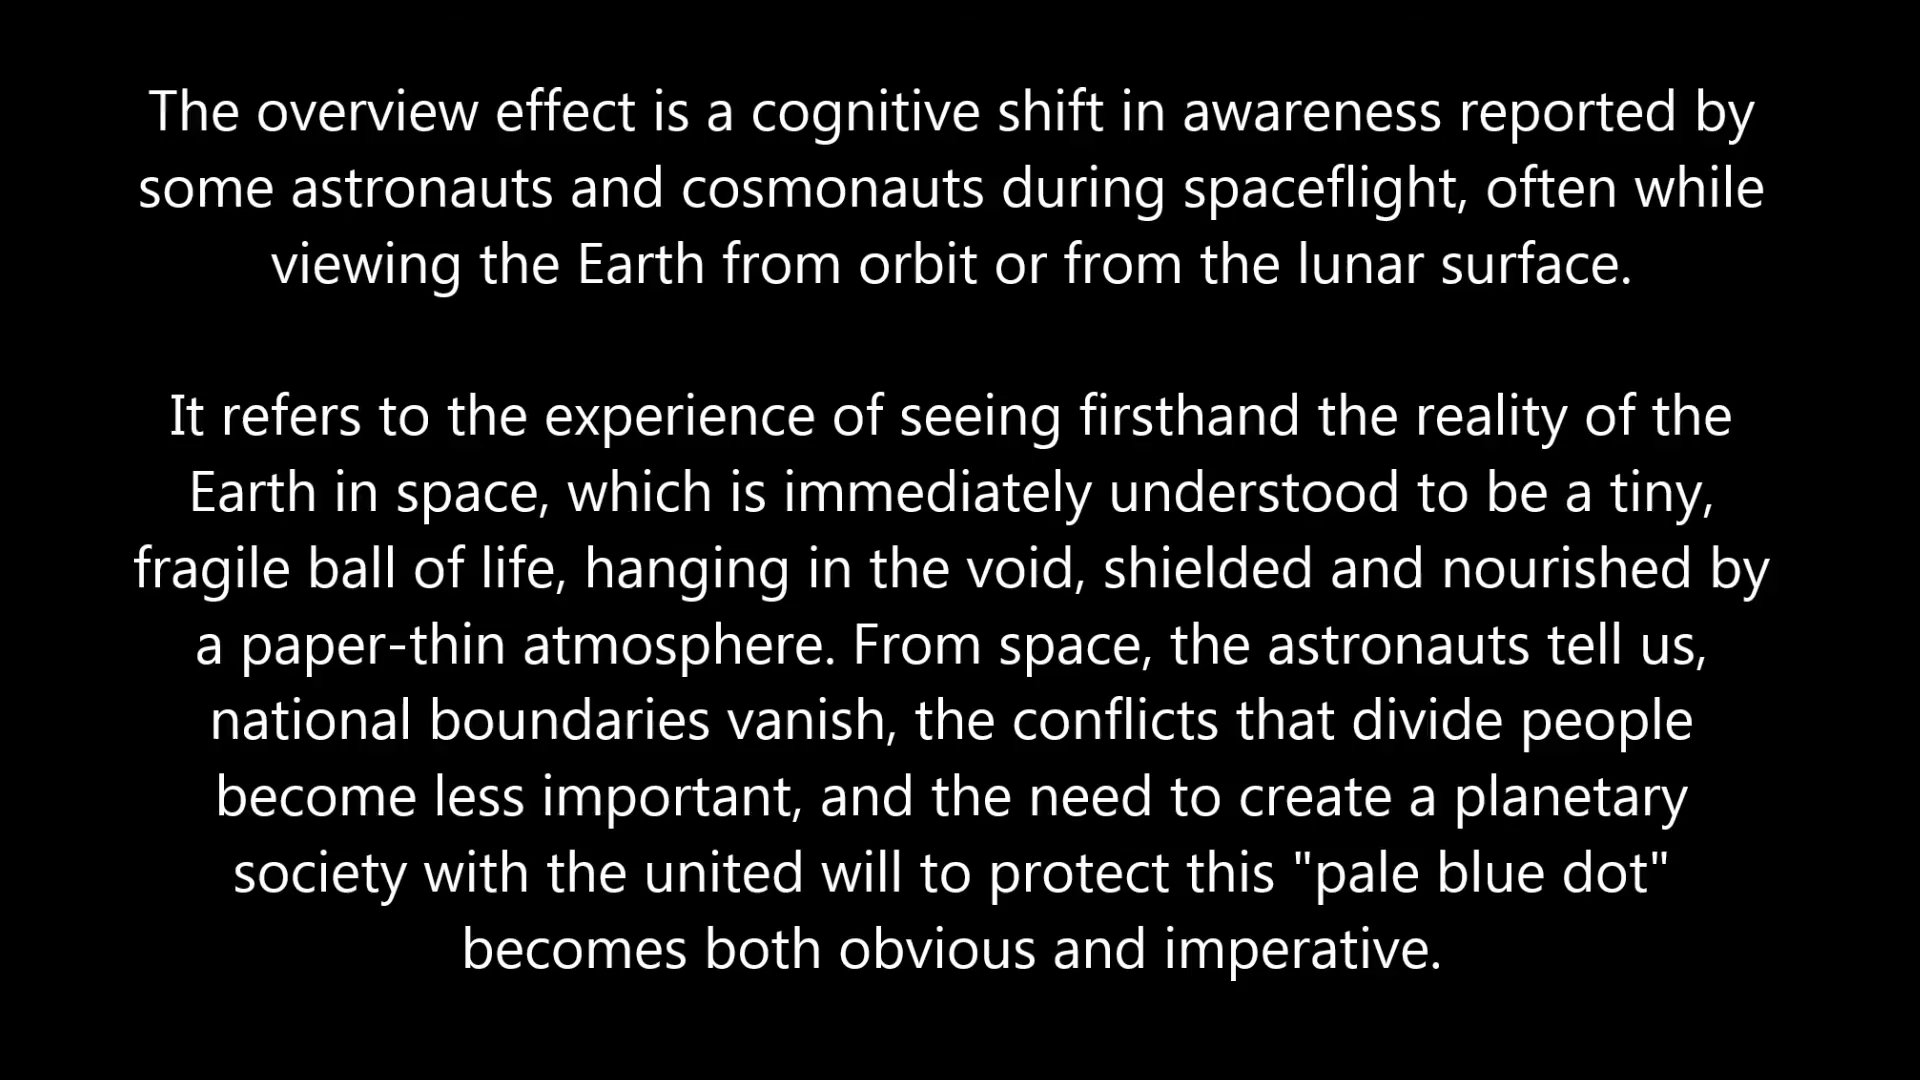 The overview effect is a cognitive shift in awareness reported by
some astronauts and cosmonauts during spaceflight, often while
viewing the Earth from orbit or from the lunar surface.
It refers to the experience of seeing firsthand the reality of the
Earth in space, which is immediately understood to be a tiny,
fragile ball of life, hanging in the void, shielded and nourished by
a paper-thin atmosphere. From space, the astronauts tell us,
national boundaries vanish, the conflicts that divide people
become less important, and the need to create a planetary
society with the united will to protect this "pale blue dot"
becomes both obvious and imperative.